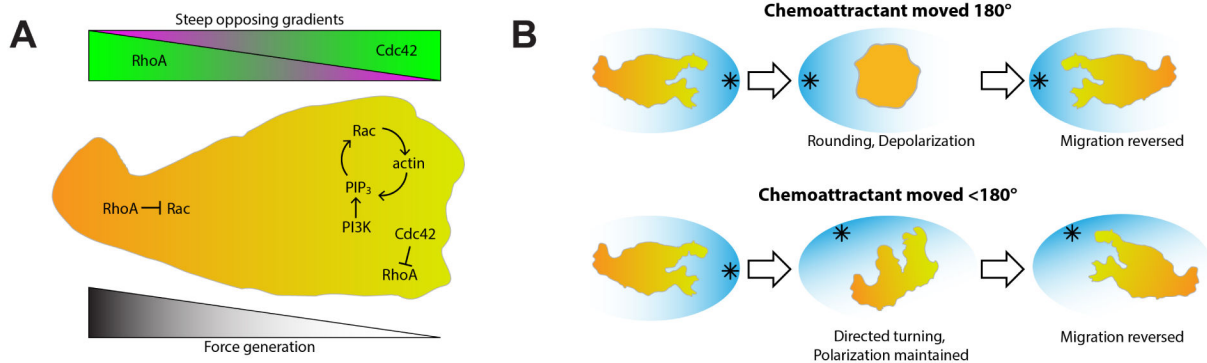 A
Steep opposing gradients
RhoA
Cdc42
Rac
actin
PIP₃
PI3K
RhoA Rac
Cdc42
RhoA
Force generation
B
Chemoattractant moved 180°
Rounding, Depolarization
Migration reversed
Chemoattractant moved <180°
Directed turning,
Polarization maintained
Migration reversed